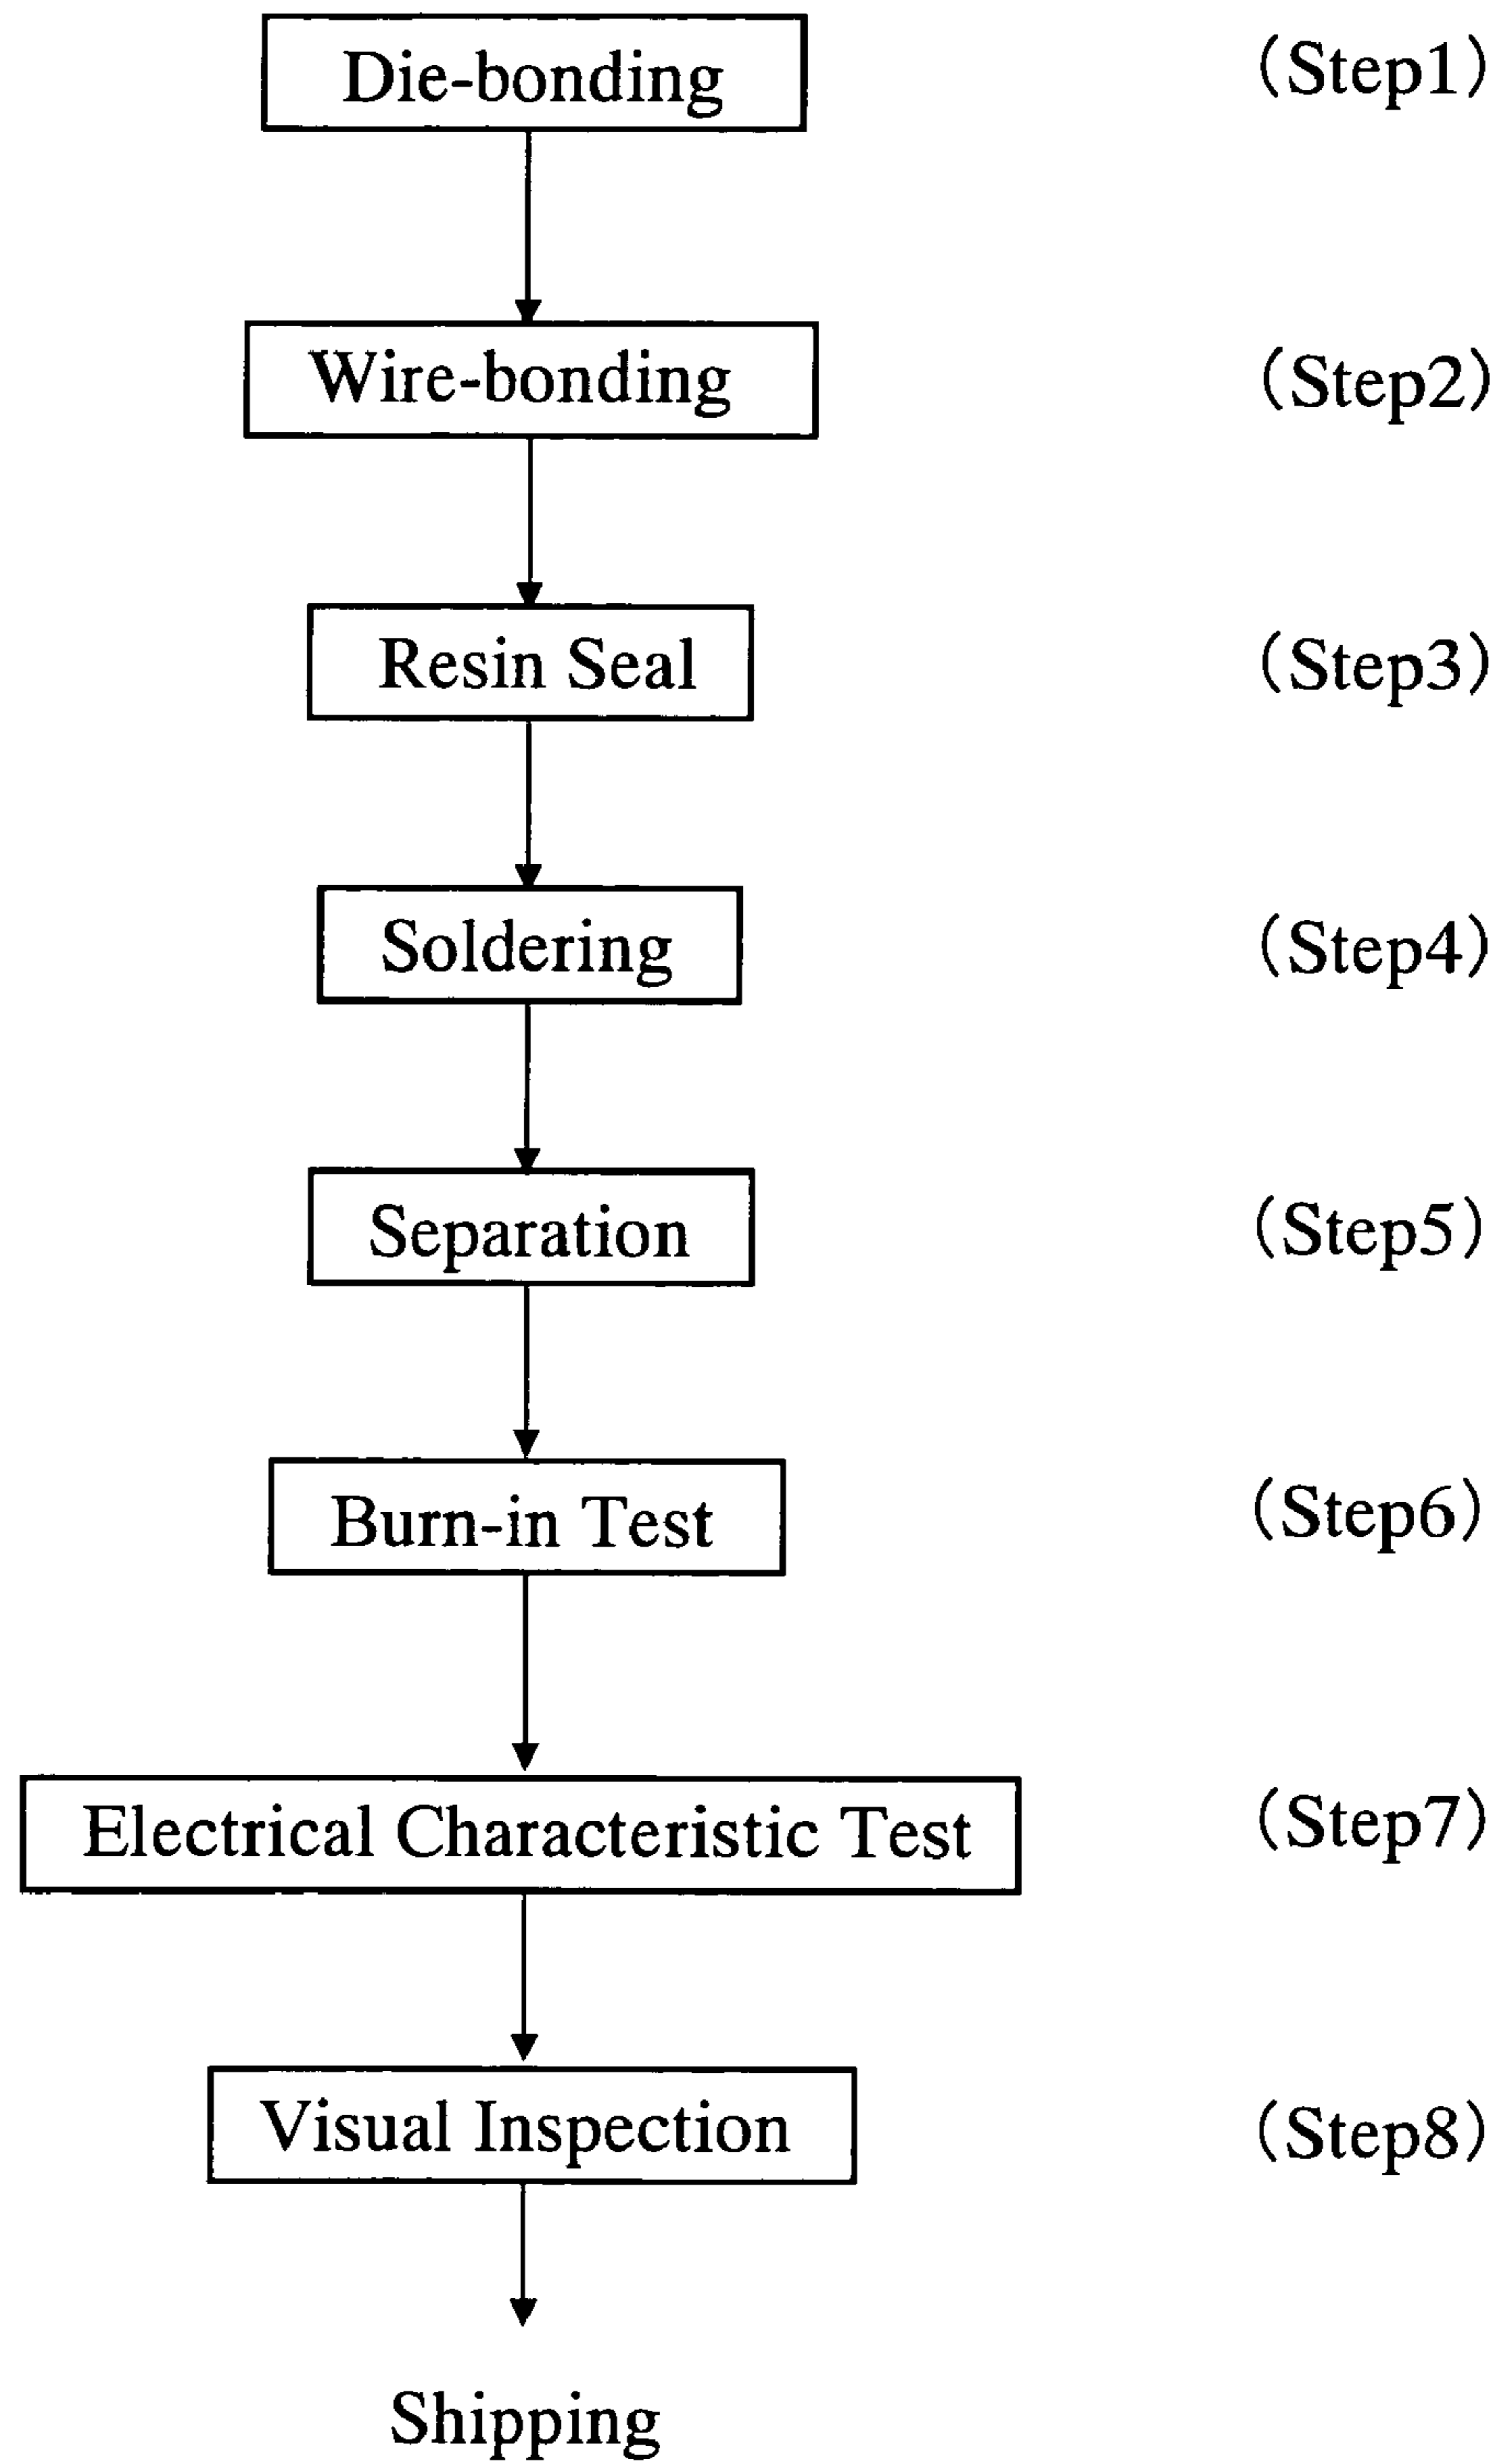 Die-bonding (Step1)
Wire-bonding (Step2)
Resin Seal (Step3)
Soldering (Step4)
Separation (Step5)
Burn-in Test (Step6)
Electrical Characteristic Test (Step7)
Visual Inspection (Step8)
Shipping